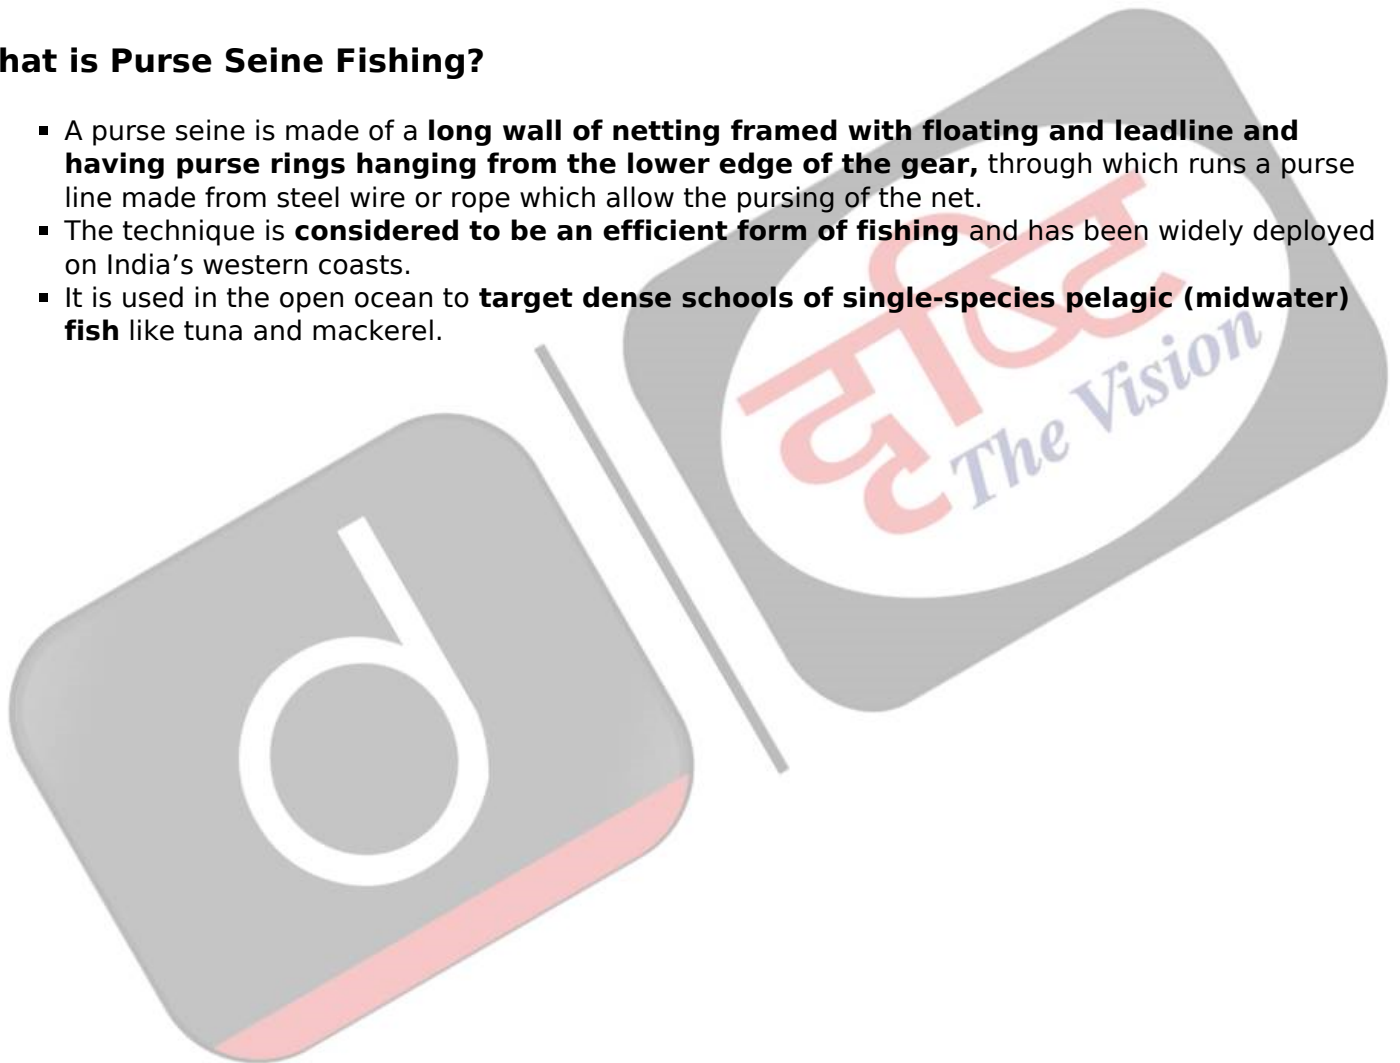 hat is Purse Seine Fishing?
▪ A purse seine is made of a long wall of netting framed with floating and leadline and
having purse rings hanging from the lower edge of the gear, through which runs a purse
line made from steel wire or rope which allow the pursing of the net.
▪ The technique is considered to be an efficient form of fishing and has been widely deployed
on India’s western coasts.
▪ It is used in the open ocean to target dense schools of single-species pelagic (midwater)
fish like tuna and mackerel.
दृष्टि
The Vision
d